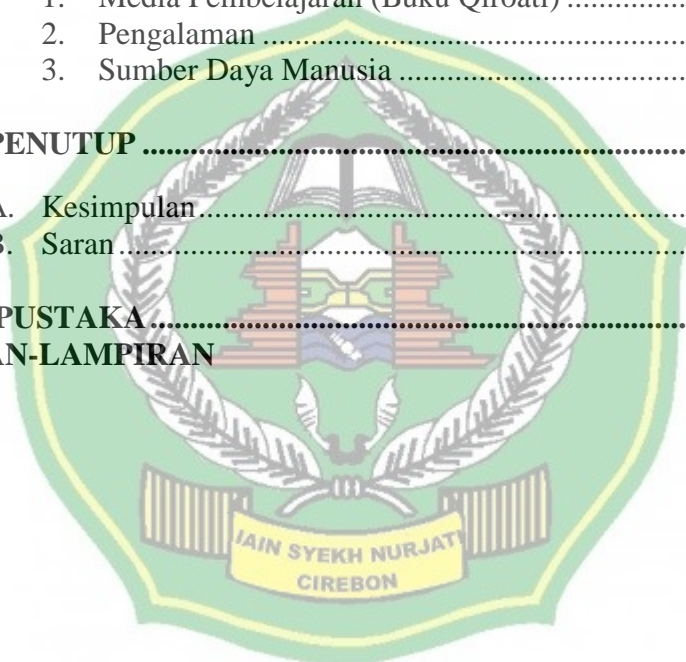 1. Media Pembelajaran (Buku Qiroati) ........................
2. Pengalaman ..........................................................................
3. Sumber Daya Manusia ..................................................
PENUTUP ......................................................................................
Kesimpulan ..............................................................................
Saran ..........................................................................................
PUSTAKA ......................................................................................
AN-LAMPIRAN
IAIN SYEKH NURJATI
CIREBON